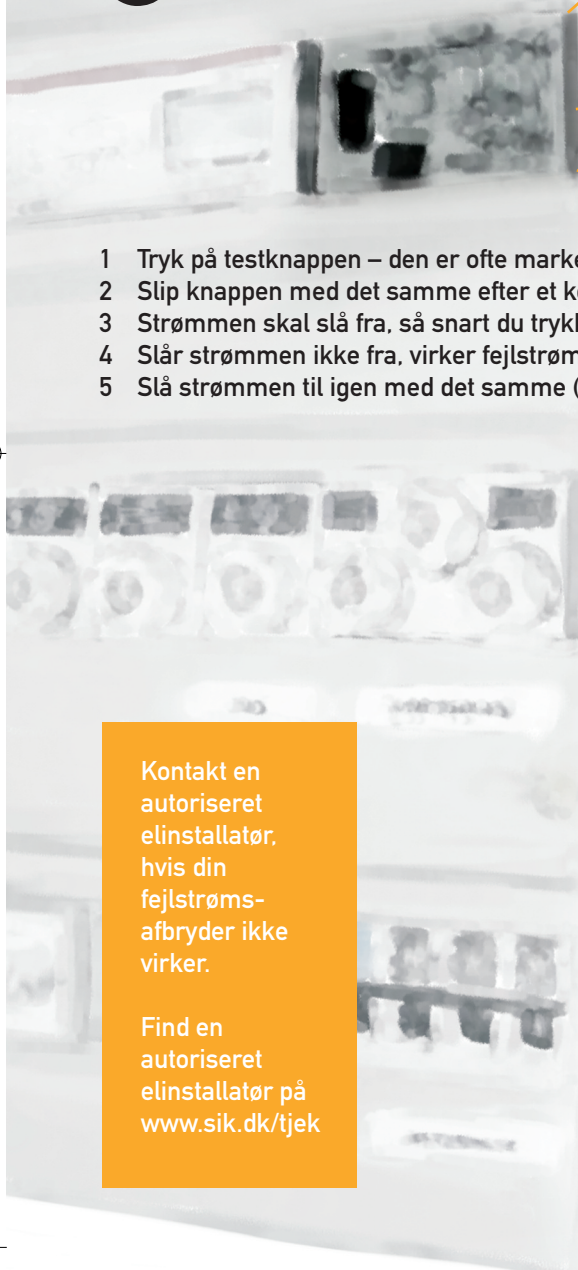 1 Tryk på testknappen – den er ofte marke
2 Slip knappen med det samme efter et k
3 Strømmen skal slå fra, så snart du tryk
4 Slår strømmen ikke fra, virker fejlstrøm
5 Slå strømmen til igen med det samme (
Kontakt en
autoriseret
elinstallatør,
hvis din
fejlstrøms-
afbryder ikke
virker.
Find en
autoriseret
elinstallatør på
www.sik.dk/tjek